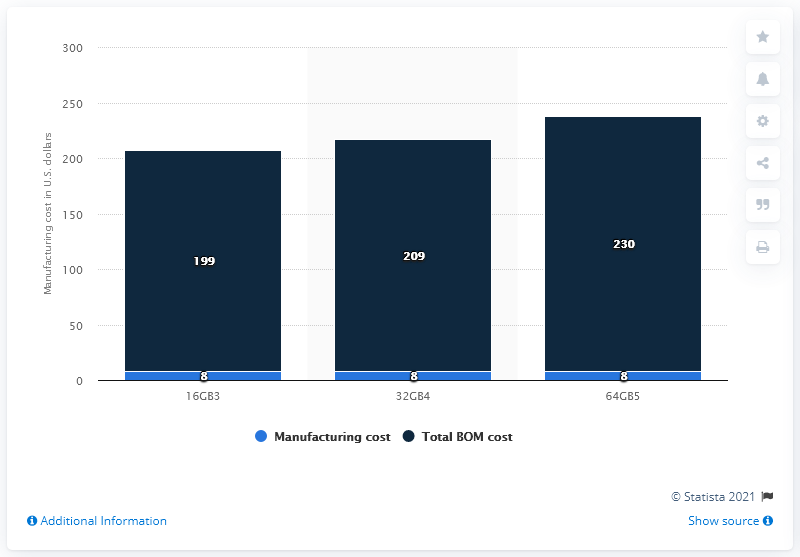 300
250
200
150
100
50
0
Manufacturing cost in U.S. dollars
199
209
230
8
8
8
16GB3
32GB4
64GB5
Manufacturing cost
Total BOM cost
© Statista 2021
Additional Information
Show source